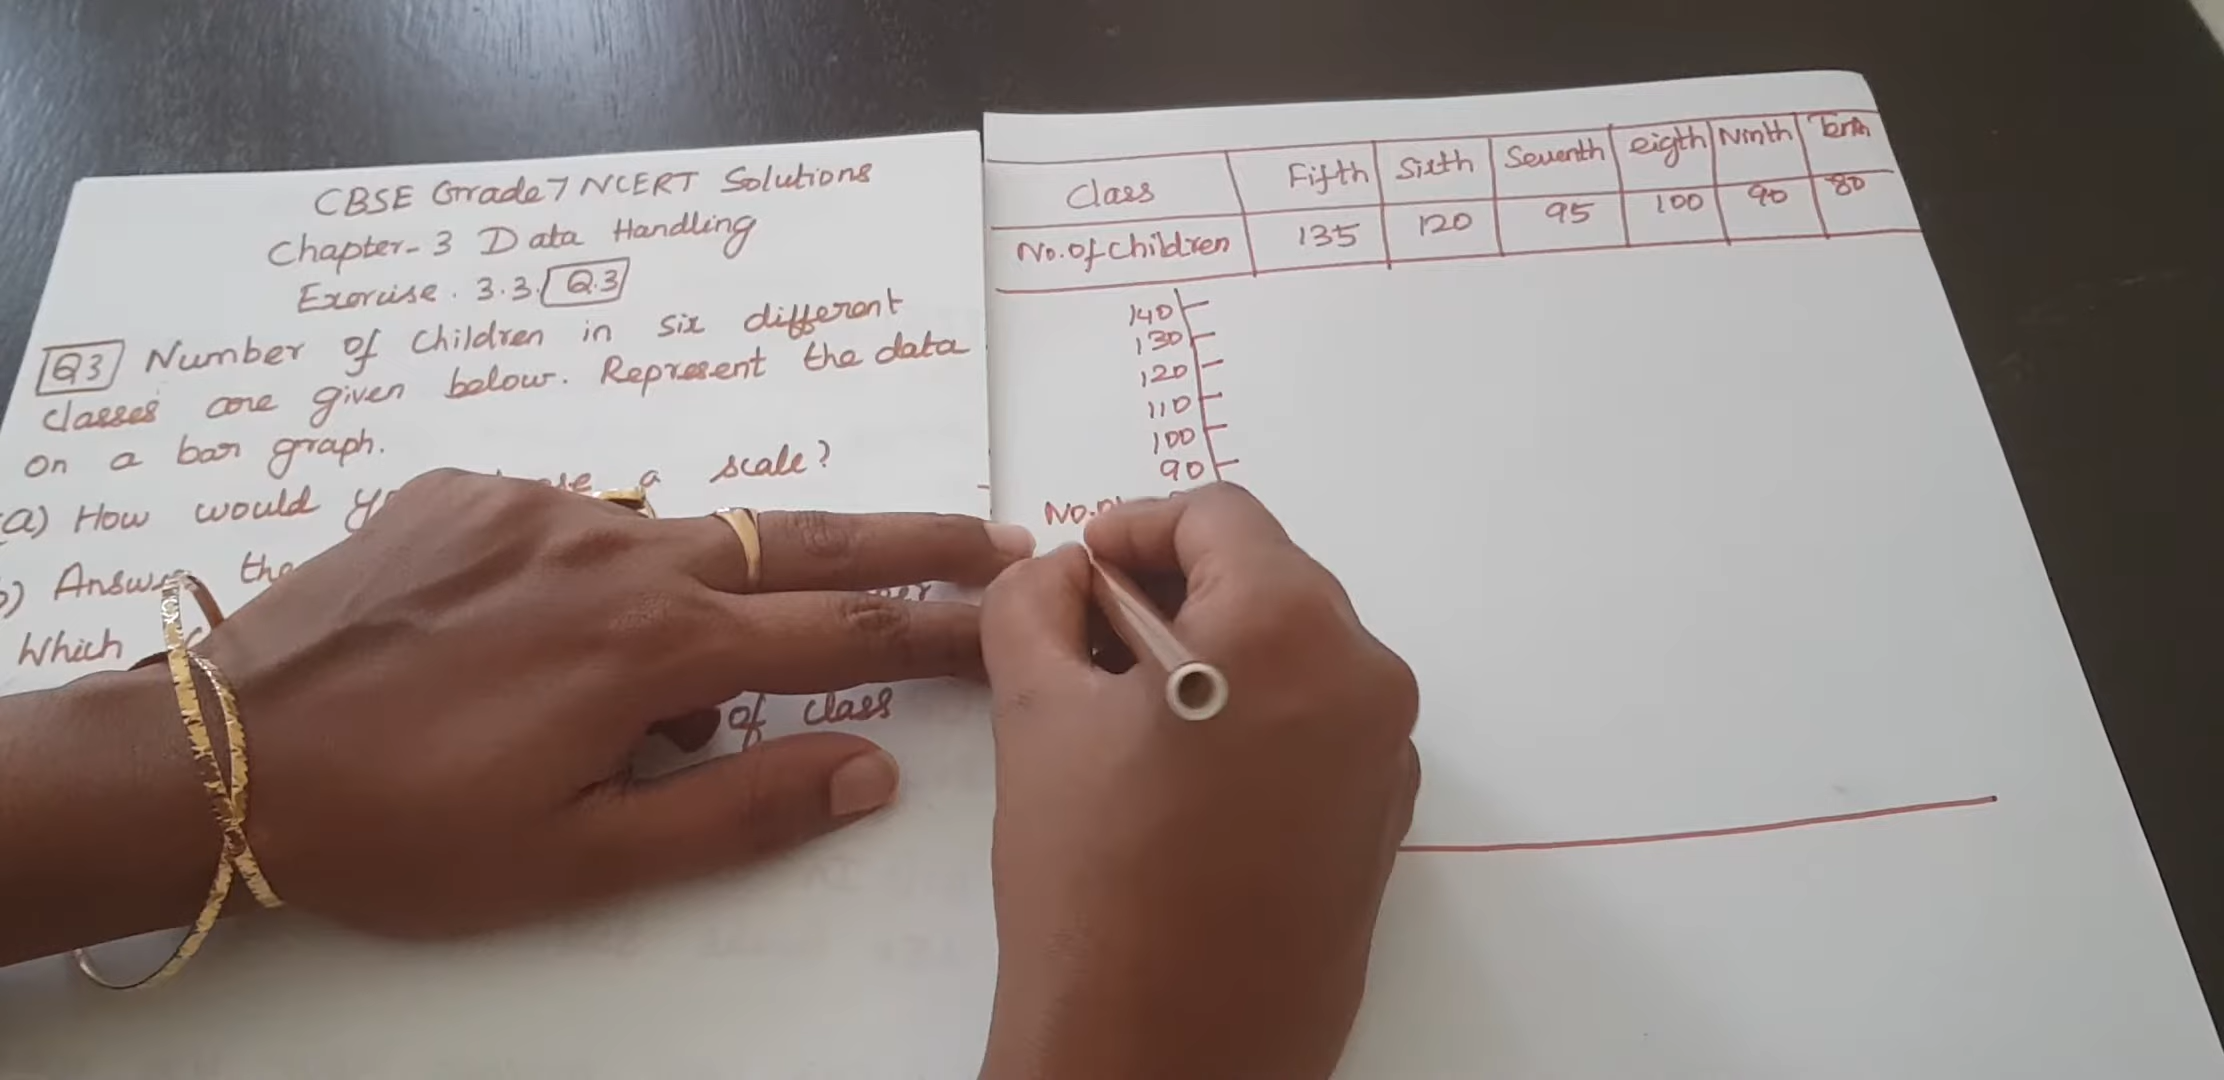 CBSE Grade 7 NCERT Solutions
Chapter-3 Data Handling
Exercise. 3.3. Q.3
Q3 Number of Children in six different
classes are given below. Represent the data
on a bar graph.
(a) How would a scale?
Answer the
Which
of class
Class Fifth Sixth Seventh eigth Ninth Tenth
No. of children 135 120 95 100 90 80
140
130
120
110
100
90